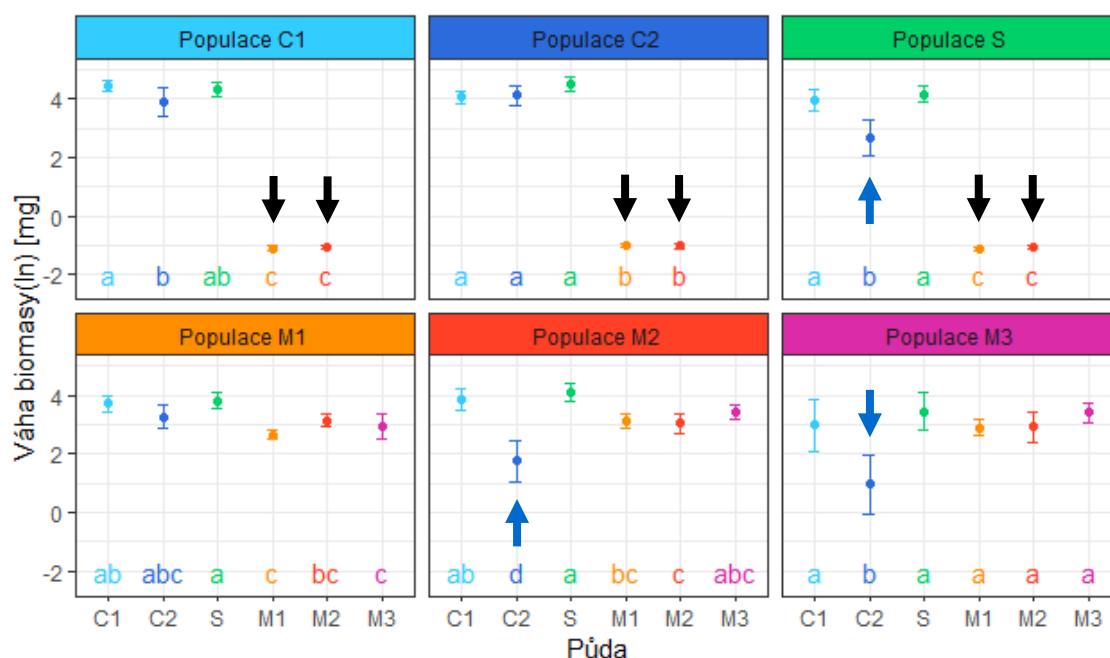 Populace C1 Populace C2 Populace S
4
2
0
-2
a b ab c c
a a a b b
a b a c c
Populace M1 Populace M2 Populace M3
4
2
0
-2
ab abc a c bc c
ab d a bc c abc
a b a a a a
C1 C2 S M1 M2 M3
C1 C2 S M1 M2 M3
C1 C2 S M1 M2 M3
Půda
Váha biomasy(ln) [mg]